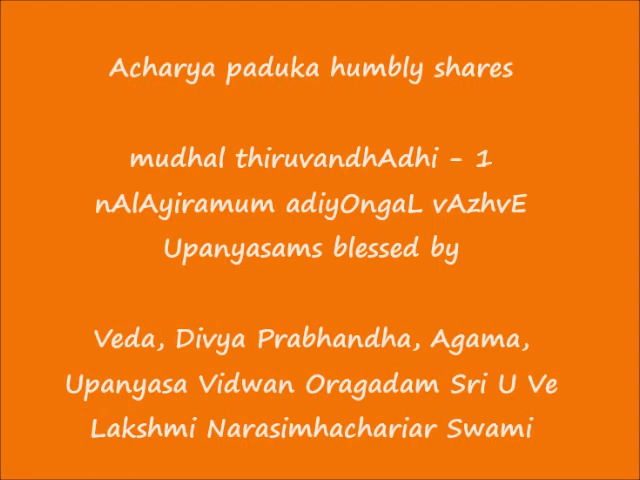 Acharya paduka humbly shares
mudhal thiruvandhAdhi - 1
nAlAyiramum adiyOngaL vAzhvE
Upanyasams blessed by
Veda, Divya Prabhandha, Agama,
Upanyasa Vidwan Oragadam Sri U Ve
Lakshmi Narasimhachariar Swami